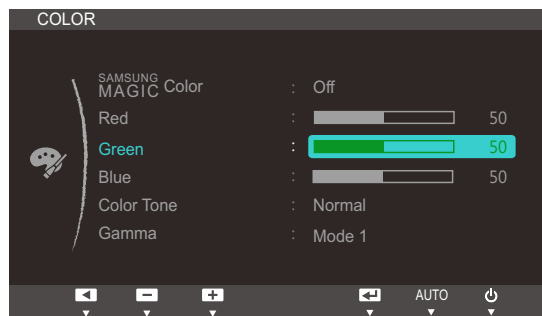 COLOR
SAMSUNG MAGIC Color : Off
Red : 50
Green : 50
Blue : 50
Color Tone : Normal
Gamma : Mode 1
AUTO